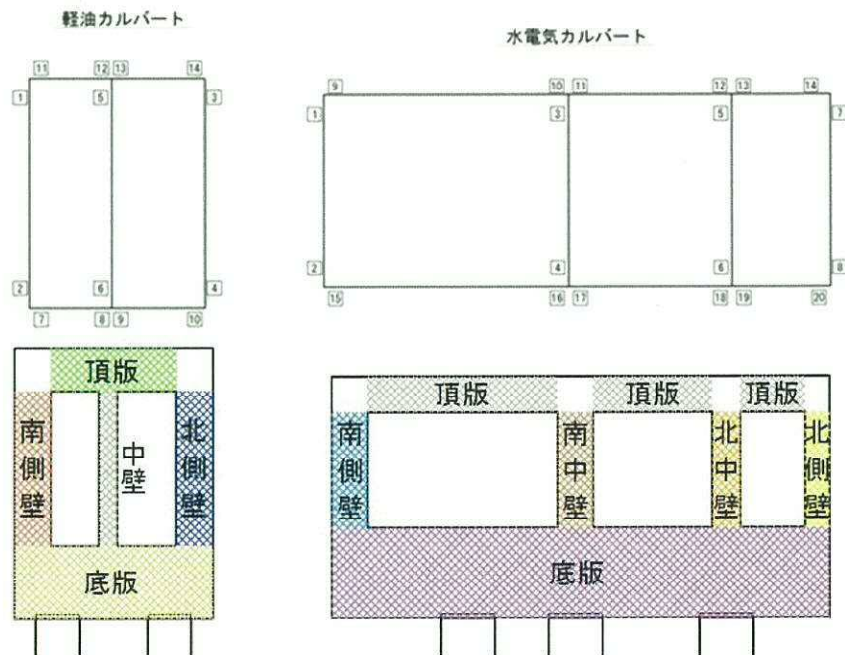 軽油カルバート
11 12 13 14
1 5 3
2 6 4
7 8 9 10
水電気カルバート
9 10 11 12 13 14
1 3 5 7
2 4 6 8
15 16 17 18 19 20
頂版
南側壁
中壁
北側壁
底版
頂版 頂版 頂版
南側壁
南中壁
北中壁
北側壁
底版